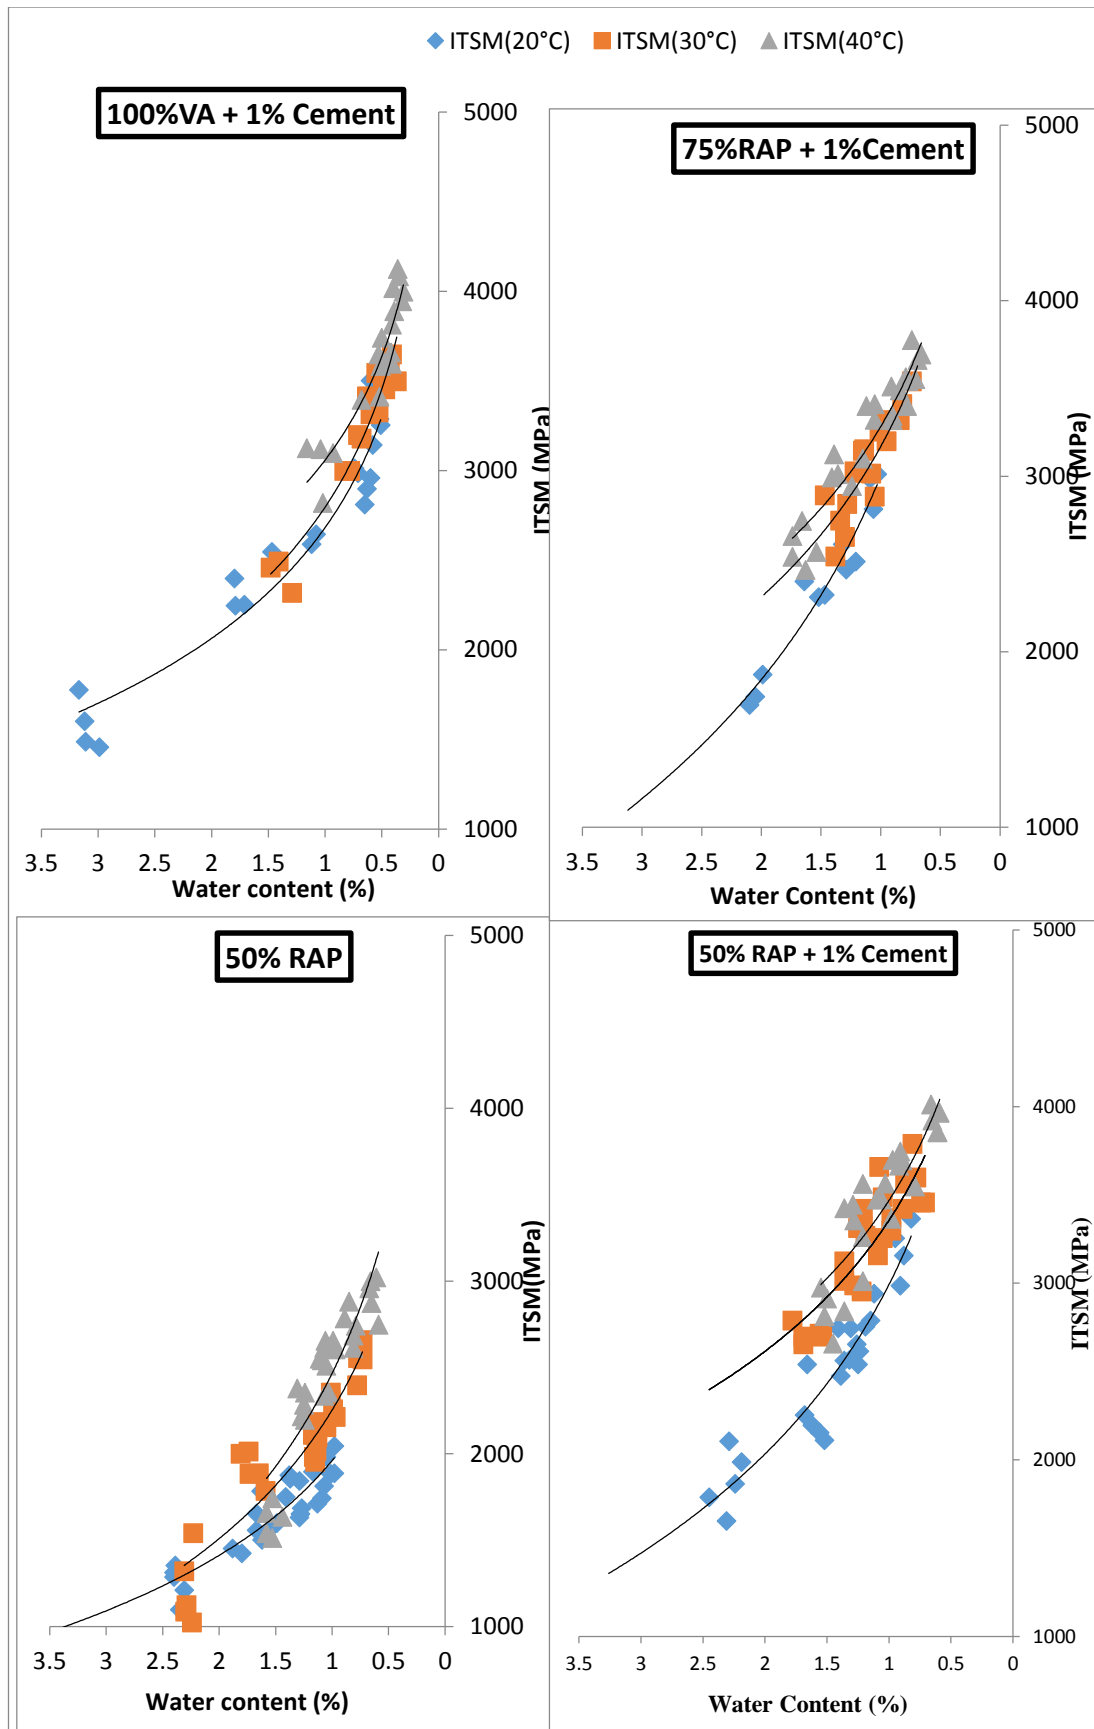 ITSM(20°C) ITSM(30°C) ITSM(40°C)
100%VA + 1% Cement
5000
4000
3000
2000
1000
ITSM (MPa)
3.5 3 2.5 2 1.5 1 0.5 0
Water content (%)
75%RAP + 1%Cement
5000
4000
3000
2000
1000
ITSM (MPa)
3.5 3 2.5 2 1.5 1 0.5 0
Water Content (%)
50% RAP
5000
4000
3000
2000
1000
ITSM(MPa)
3.5 3 2.5 2 1.5 1 0.5 0
Water content (%)
50% RAP + 1% Cement
5000
4000
3000
2000
1000
ITSM (MPa)
3.5 3 2.5 2 1.5 1 0.5 0
Water Content (%)